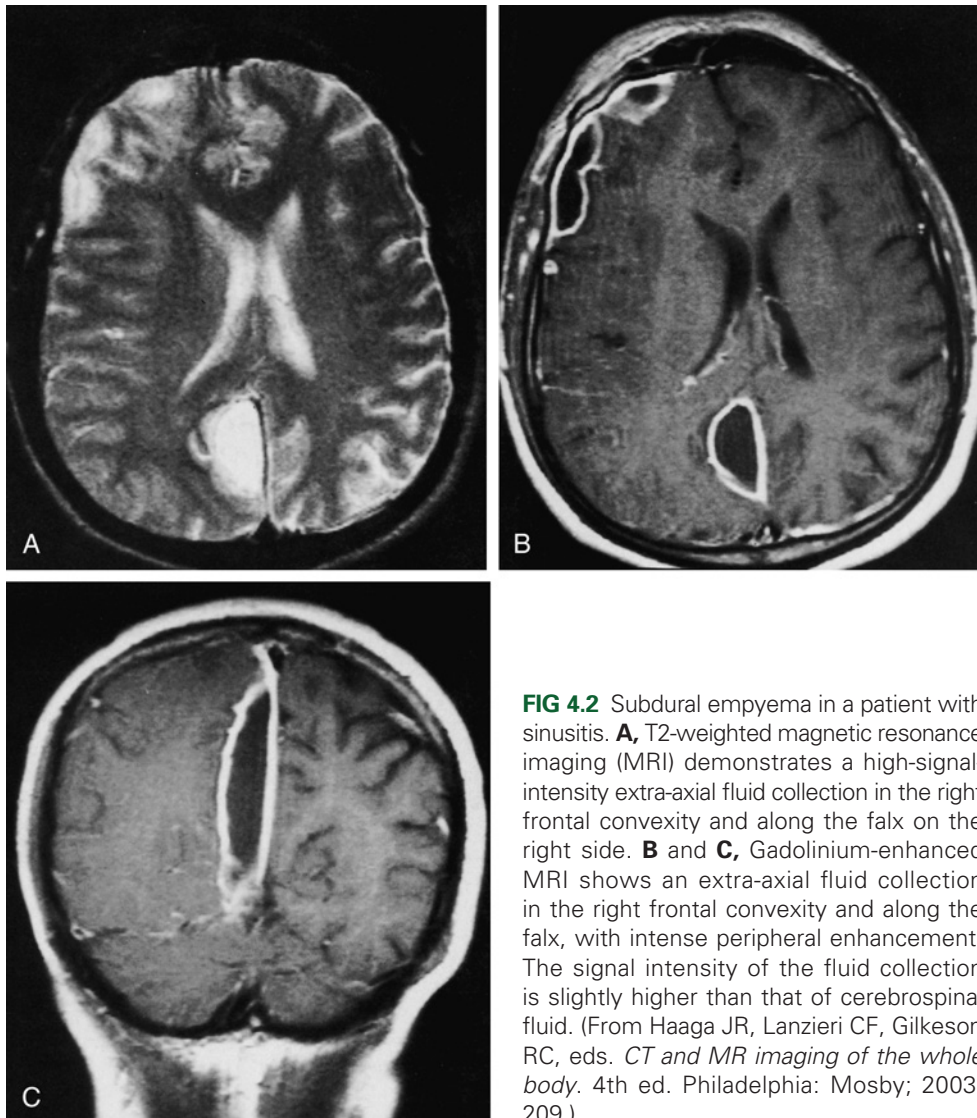 A
B
C
FIG 4.2 Subdural empyema in a patient with
sinusitis. A, T2-weighted magnetic resonance
imaging (MRI) demonstrates a high-signal-
intensity extra-axial fluid collection in the right
frontal convexity and along the falx on the
right side. B and C, Gadolinium-enhanced
MRI shows an extra-axial fluid collection
in the right frontal convexity and along the
falx, with intense peripheral enhancement.
The signal intensity of the fluid collection
is slightly higher than that of cerebrospinal
fluid. (From Haaga JR, Lanzieri CF, Gilkeson
RC, eds. CT and MR imaging of the whole
body. 4th ed. Philadelphia: Mosby; 2003:
209.)